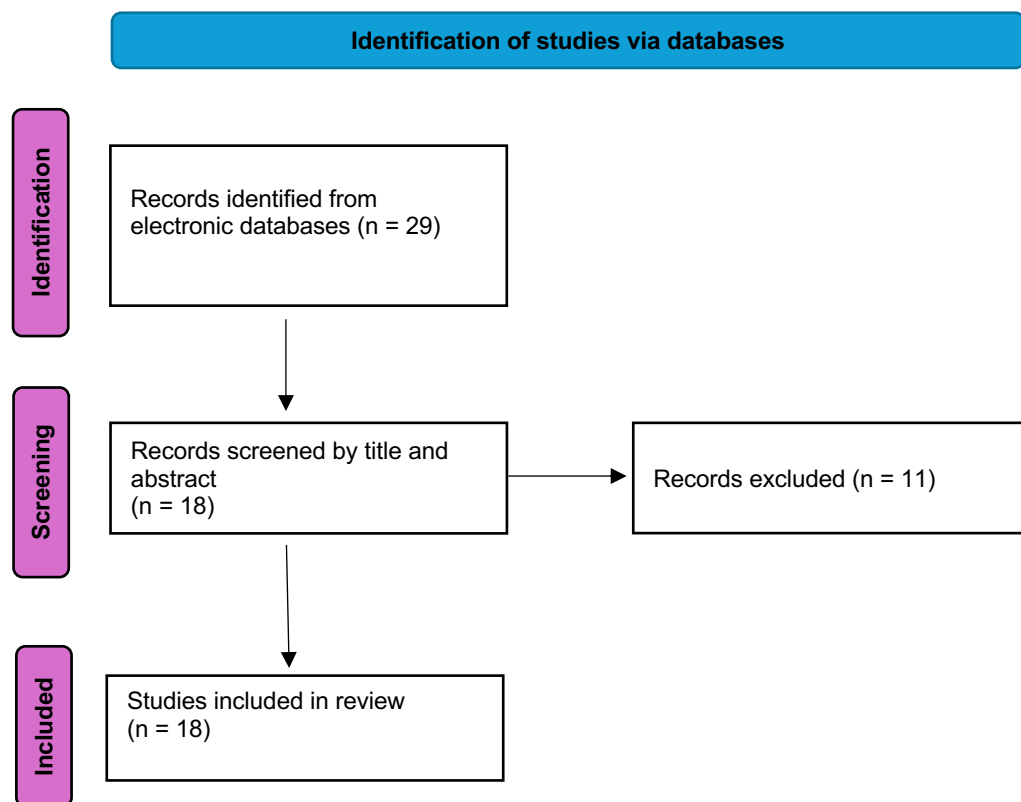 Identification of studies via databases
Identification
Records identified from
electronic databases (n = 29)
Screening
Records screened by title and
abstract
(n = 18)
Records excluded (n = 11)
Included
Studies included in review
(n = 18)